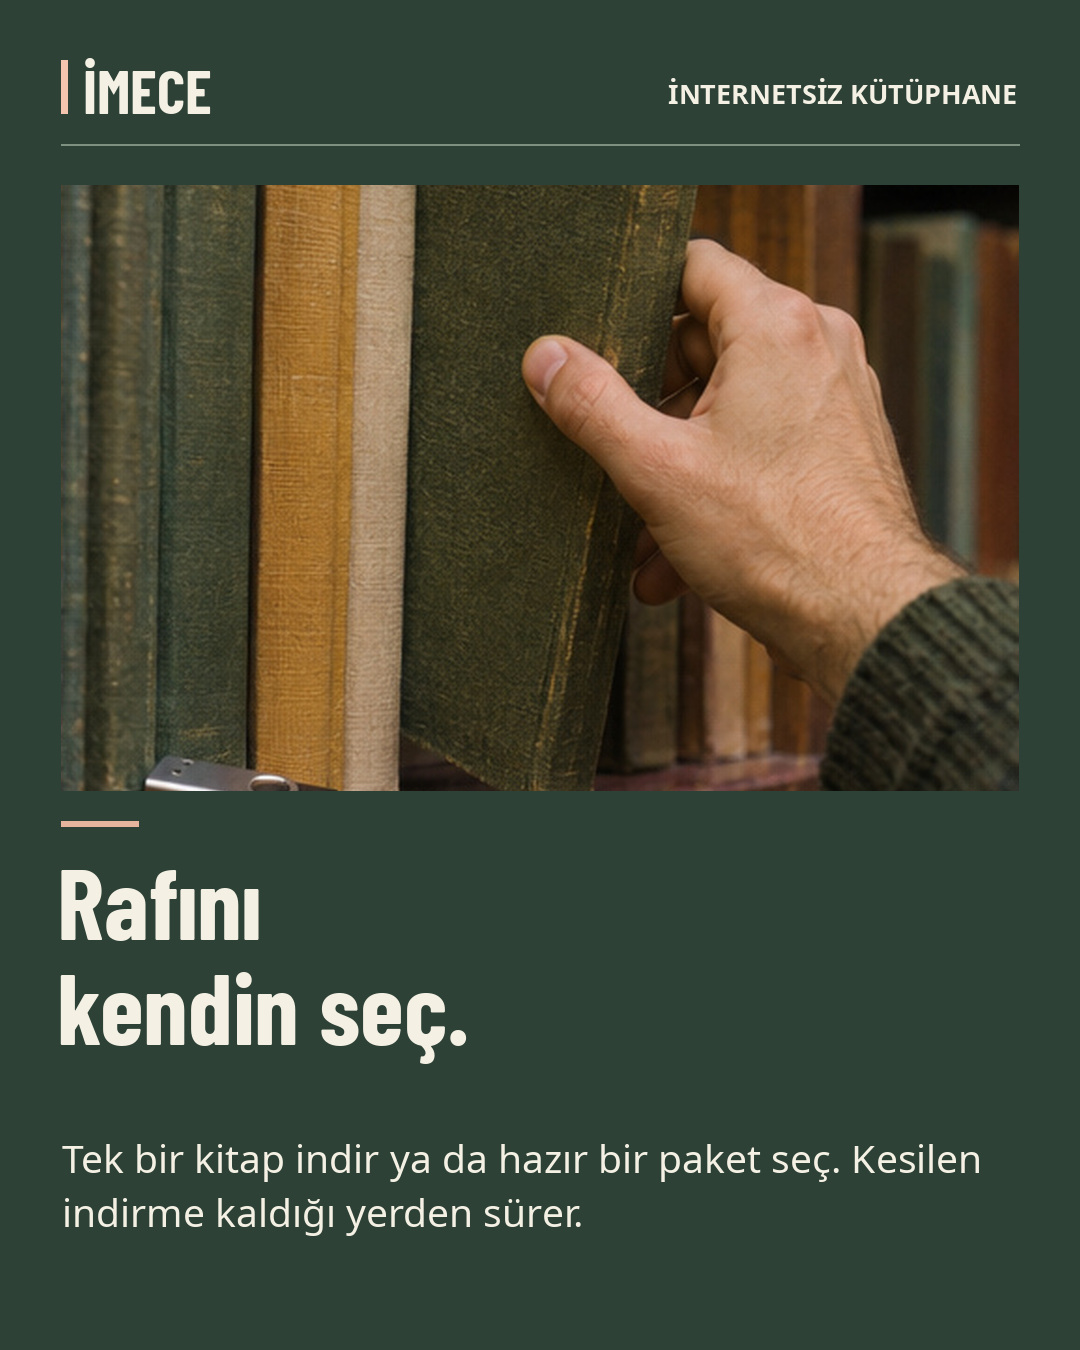 İMECE
İNTERNETSİZ KÜTÜPHANE
Rafını
kendin seç.
Tek bir kitap indir ya da hazır bir paket seç. Kesilen
indirme kaldığı yerden sürer.